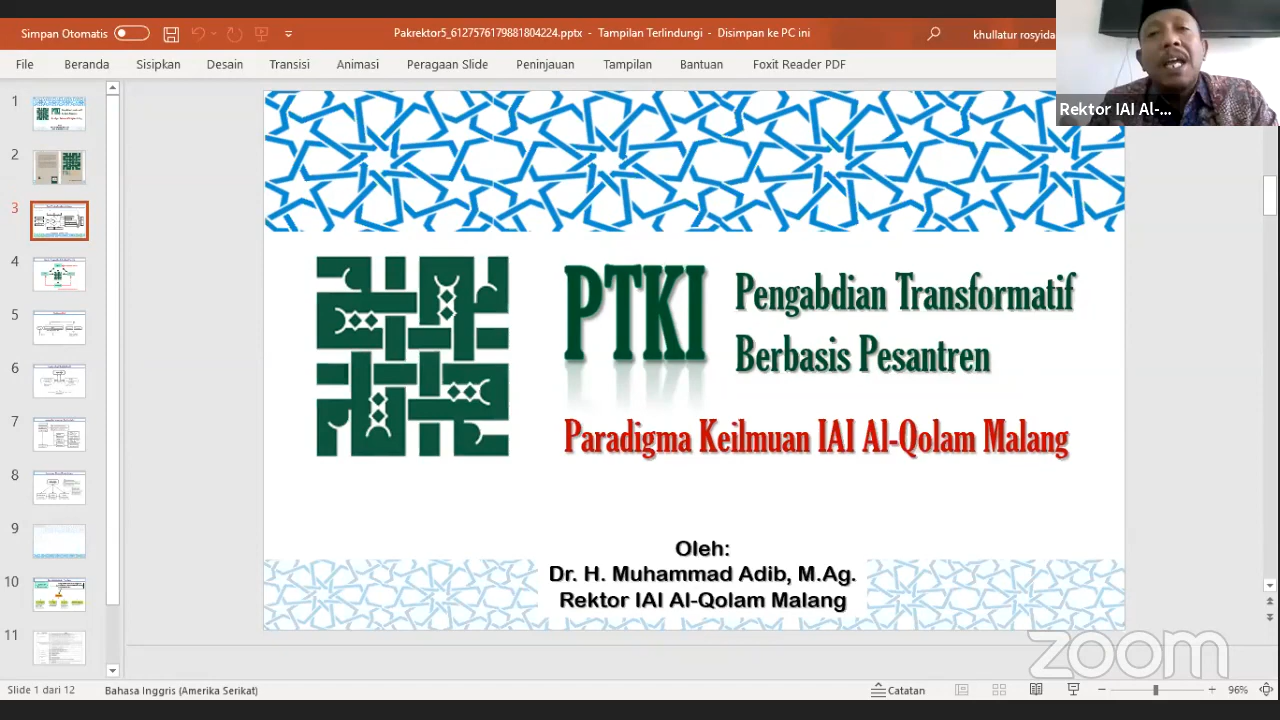 Simpan Otomatis
Pakrektor5_6127576179881804224.pptx - Tampilan Terlindungi - Disimpan ke PC ini
khullatur rosyida
File Beranda Sisipkan Desain Transisi Animasi Peragaan Slide Peninjauan Tampilan Bantuan Foxit Reader PDF
Rektor IAI Al-...
1
2
3
4
5
6
7
8
9
10
11
PTKI
Pengabdian Transformatif
Berbasis Pesantren
Paradigma Keilmuan IAI Al-Qolam Malang
Oleh:
Dr. H. Muhammad Adib, M.Ag.
Rektor IAI Al-Qolam Malang
zoom
Slide 1 dari 12 Bahasa Inggris (Amerika Serikat) Catatan 96%